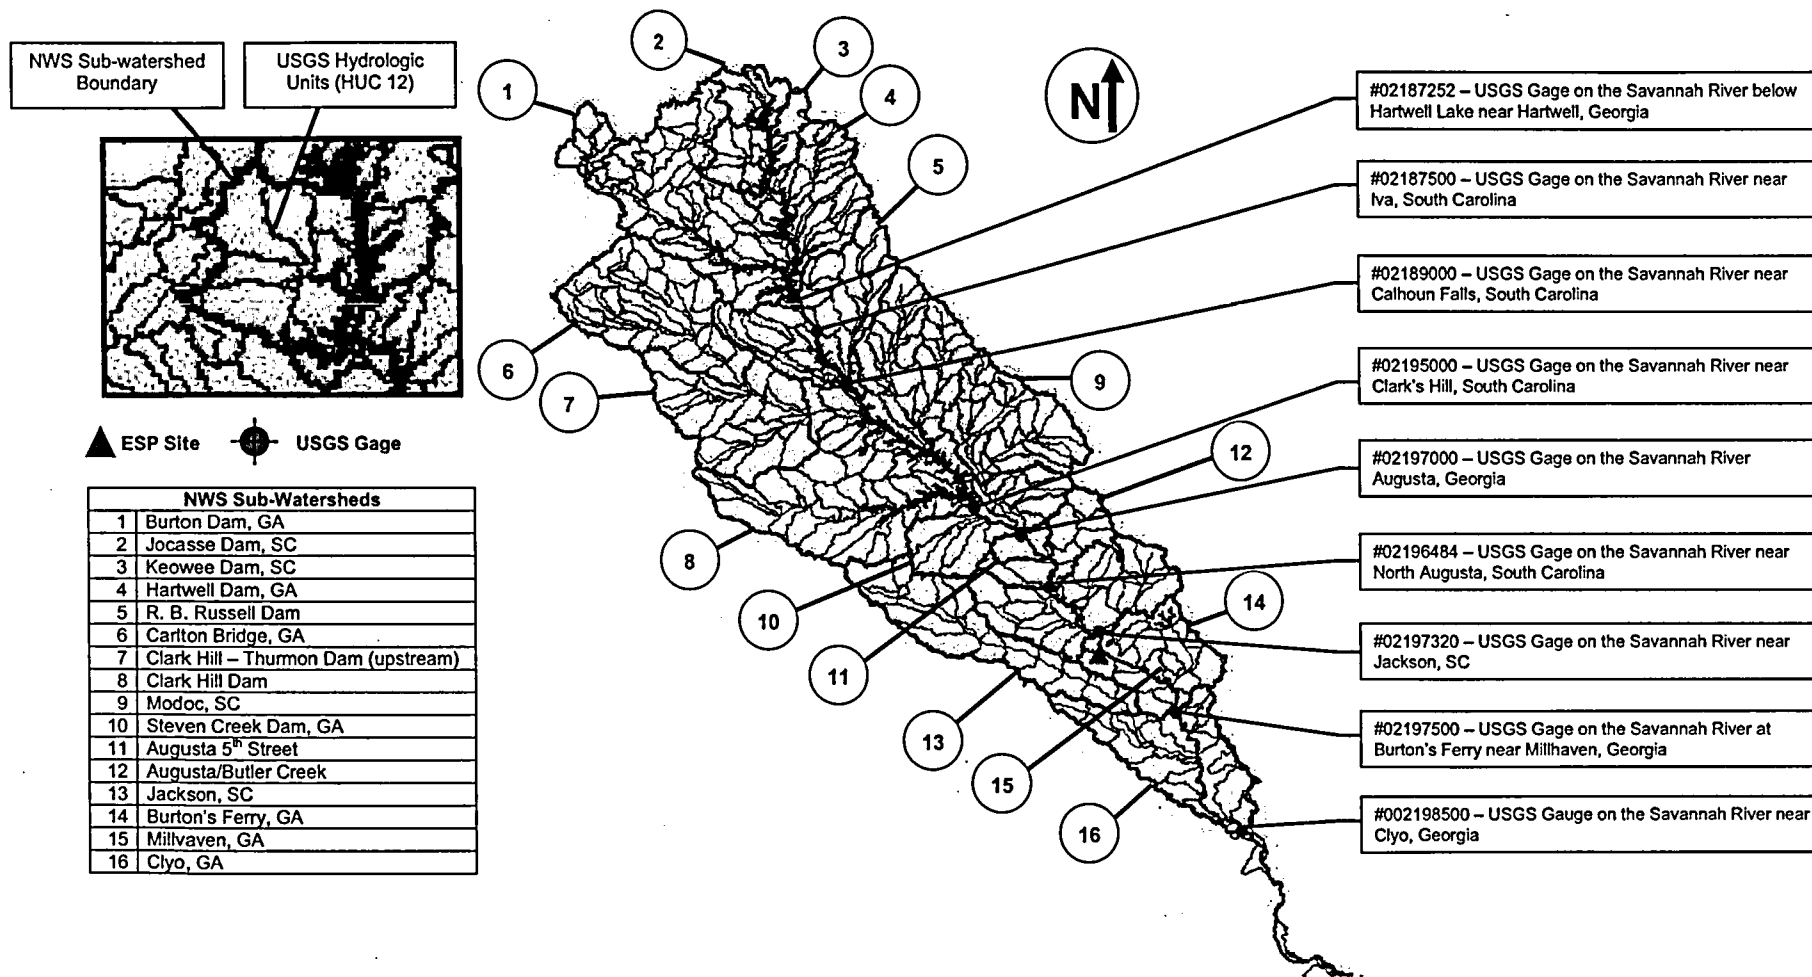 NWS Sub-watershed
Boundary
USGS Hydrologic
Units (HUC 12)
ESP Site
USGS Gage
NWS Sub-Watersheds
1 Burton Dam, GA
2 Jocasse Dam, SC
3 Keowee Dam, SC
4 Hartwell Dam, GA
5 R. B. Russell Dam
6 Carlton Bridge, GA
7 Clark Hill – Thurmon Dam (upstream)
8 Clark Hill Dam
9 Modoc, SC
10 Steven Creek Dam, GA
11 Augusta 5th Street
12 Augusta/Butler Creek
13 Jackson, SC
14 Burton's Ferry, GA
15 Millvaven, GA
16 Clyo, GA
1
2
3
4
5
6
7
8
9
10
11
12
13
14
15
16
N
#02187252 – USGS Gage on the Savannah River below
Hartwell Lake near Hartwell, Georgia
#02187500 – USGS Gage on the Savannah River near
Iva, South Carolina
#02189000 – USGS Gage on the Savannah River near
Calhoun Falls, South Carolina
#02195000 – USGS Gage on the Savannah River near
Clark's Hill, South Carolina
#02197000 – USGS Gage on the Savannah River
Augusta, Georgia
#02196484 – USGS Gage on the Savannah River near
North Augusta, South Carolina
#02197320 – USGS Gage on the Savannah River near
Jackson, SC
#02197500 – USGS Gage on the Savannah River at
Burton's Ferry near Millhaven, Georgia
#002198500 – USGS Gauge on the Savannah River near
Clyo, Georgia